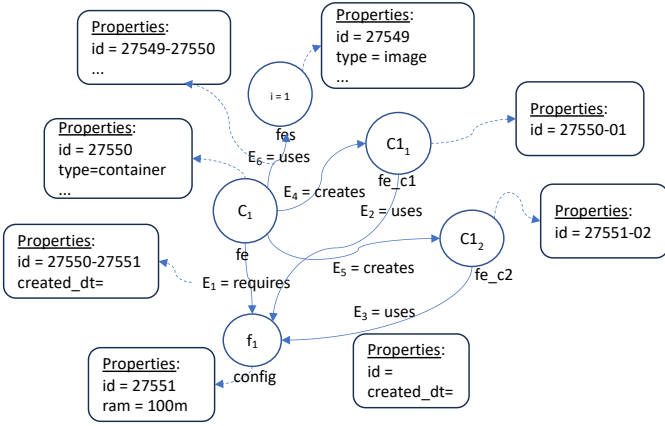 Properties:
id = 27549-27550
...
Properties:
id = 27549
type = image
...
i = 1
fes
Properties:
id = 27550
type=container
...
E6 = uses
C1₁
fe_c1
Properties:
id = 27550-01
E4 = creates
C₁
fe
E₂ = uses
C1₂
fe_c2
Properties:
id = 27551-02
Properties:
id = 27550-27551
created_dt=
E₁ = requires
E₅ = creates
E₃ = uses
f₁
config
Properties:
id = 27551
ram = 100m
Properties:
id =
created_dt=